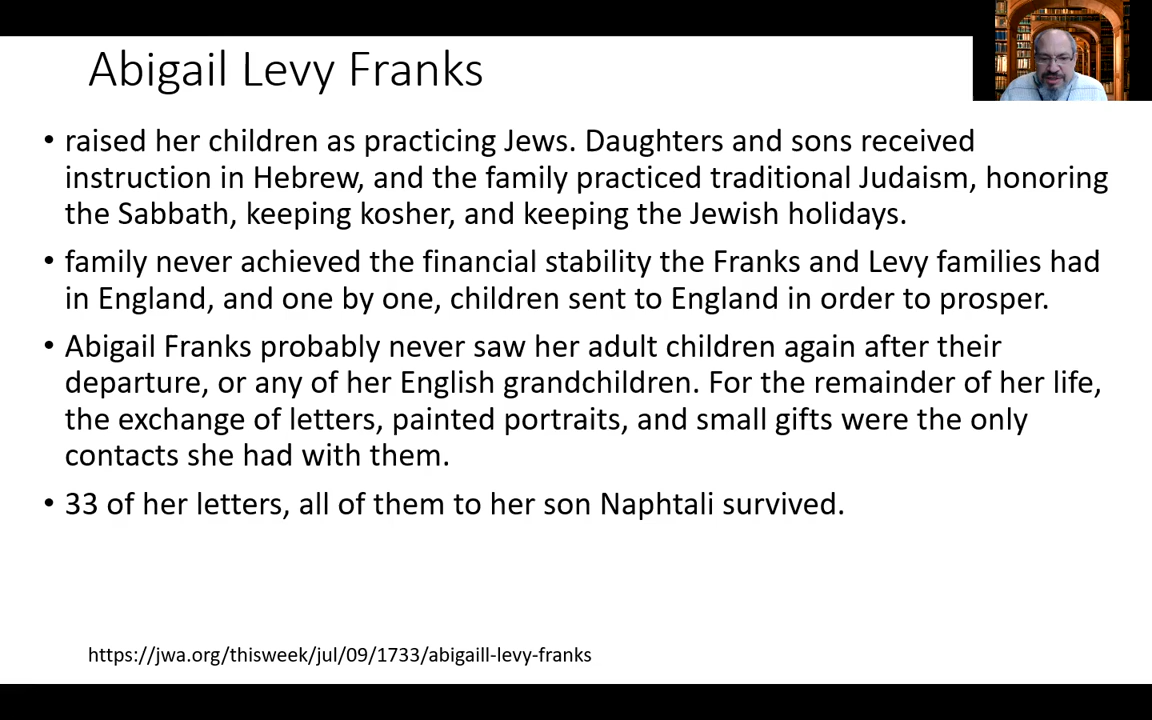 Abigail Levy Franks
• raised her children as practicing Jews. Daughters and sons received
instruction in Hebrew, and the family practiced traditional Judaism, honoring
the Sabbath, keeping kosher, and keeping the Jewish holidays.
• family never achieved the financial stability the Franks and Levy families had
in England, and one by one, children sent to England in order to prosper.
• Abigail Franks probably never saw her adult children again after their
departure, or any of her English grandchildren. For the remainder of her life,
the exchange of letters, painted portraits, and small gifts were the only
contacts she had with them.
• 33 of her letters, all of them to her son Naphtali survived.
https://jwa.org/thisweek/jul/09/1733/abigaill-levy-franks